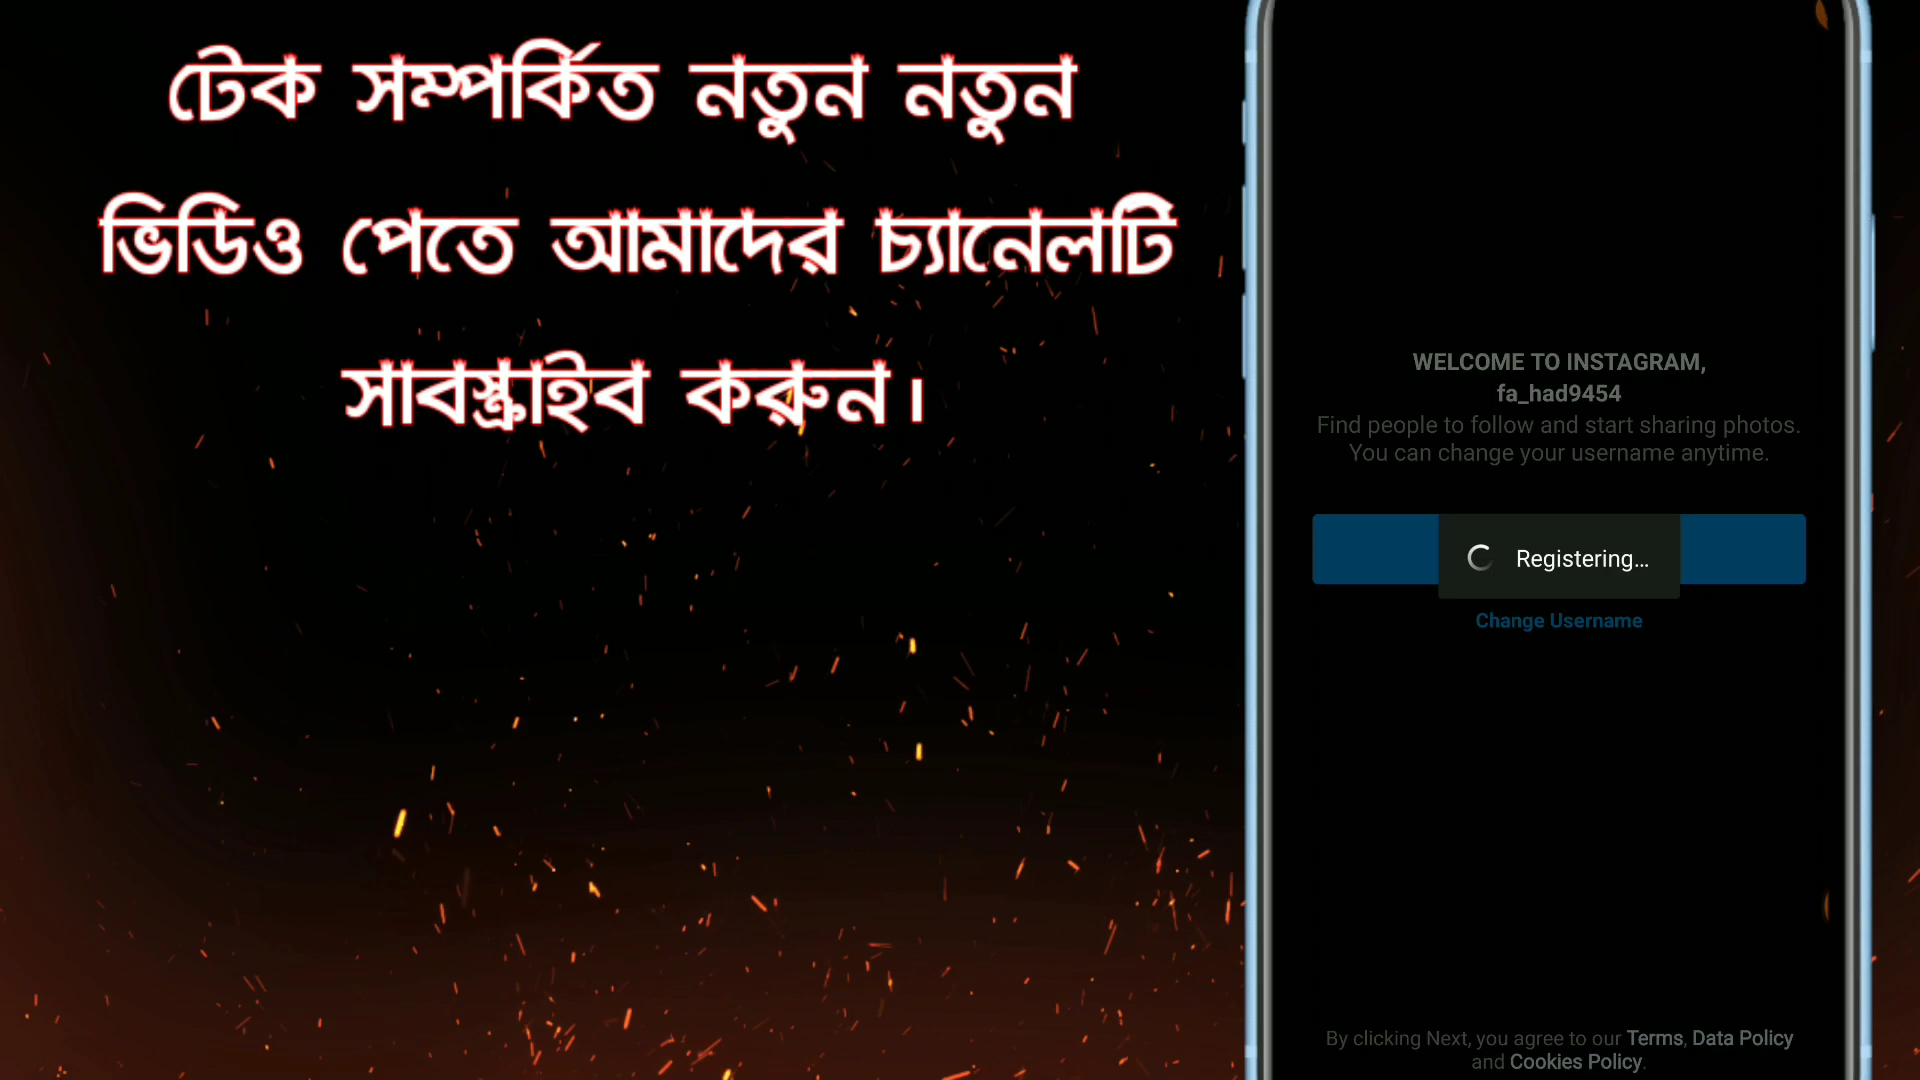 টেক সম্পর্কিত নতুন নতুন
ভিডিও পেতে আমাদের চ্যানেলটি
সাবস্ক্রাইব করুন।
WELCOME TO INSTAGRAM,
fa_had9454
Find people to follow and start sharing photos.
You can change your username anytime.
Registering...
Change Username
By clicking Next, you agree to our Terms, Data Policy
and Cookies Policy.